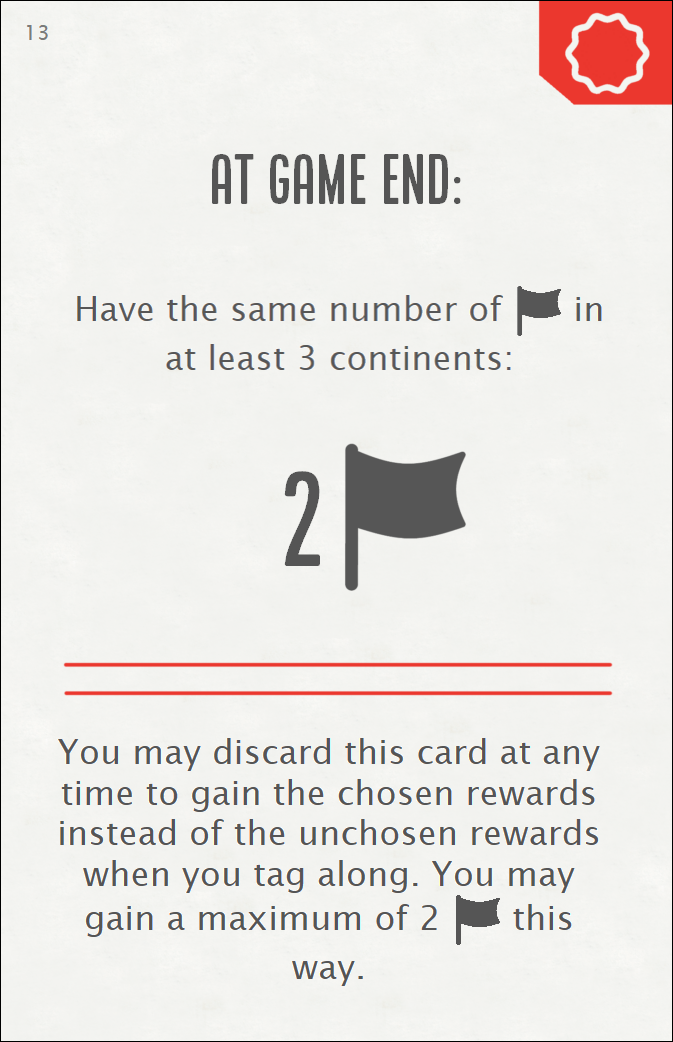 13
AT GAME END:
Have the same number of in
at least 3 continents:
2
You may discard this card at any
time to gain the chosen rewards
instead of the unchosen rewards
when you tag along. You may
gain a maximum of 2 this
way.